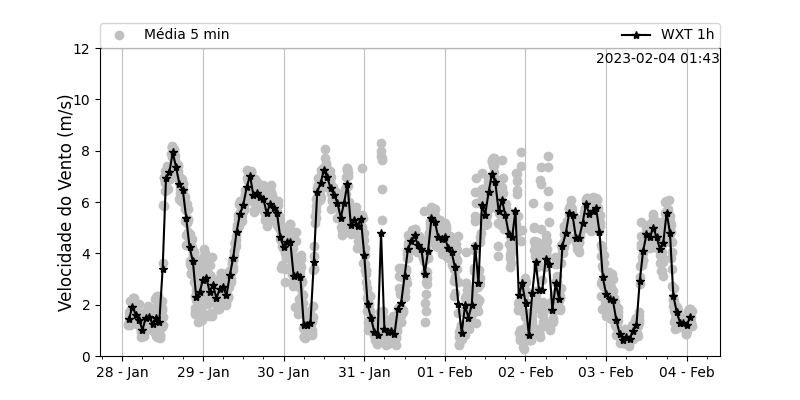 Média 5 min
WXT 1h
2023-02-04 01:43
Velocidade do Vento (m/s)
12
10
8
6
4
2
0
28 - Jan 29 - Jan 30 - Jan 31 - Jan 01 - Feb 02 - Feb 03 - Feb 04 - Feb